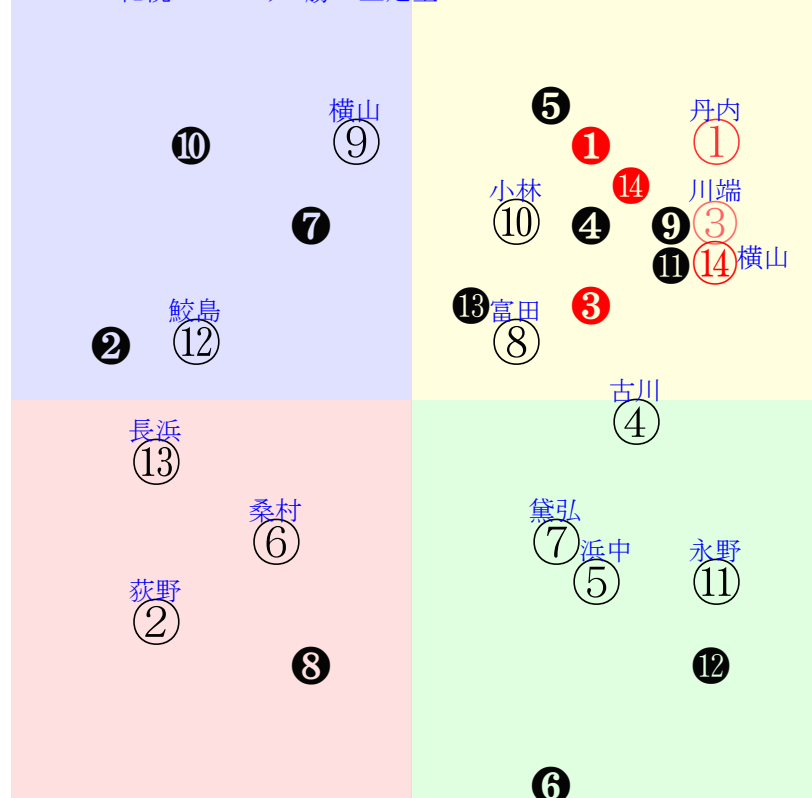 ❺
横山 丹内
❿ ⑨ ❶ ①
⓮
小林 川端
❼ ⑩ ❹ ❾ ③
⓫ ⑭ 横山
鮫島 ⓭ 富田 ❸
❷ ⑫ ⑧
古川
④
長浜
⑬
桑村 黛弘
⑥ ⑦ 浜中 永野
荻野 ⑤ ⑪
②
❽ ⓬
❻